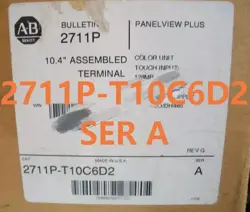 BULLETIN
2711P
PANELVIEW PLUS
AB
10.4" ASSEMBLED
TERMINAL
COLOR UNIT
TOUCH INPUT
2711P-T10C6D2
SER A
MADE IN U.S.A.
REV G
CAT
SER
2711P-T10C6D2
A